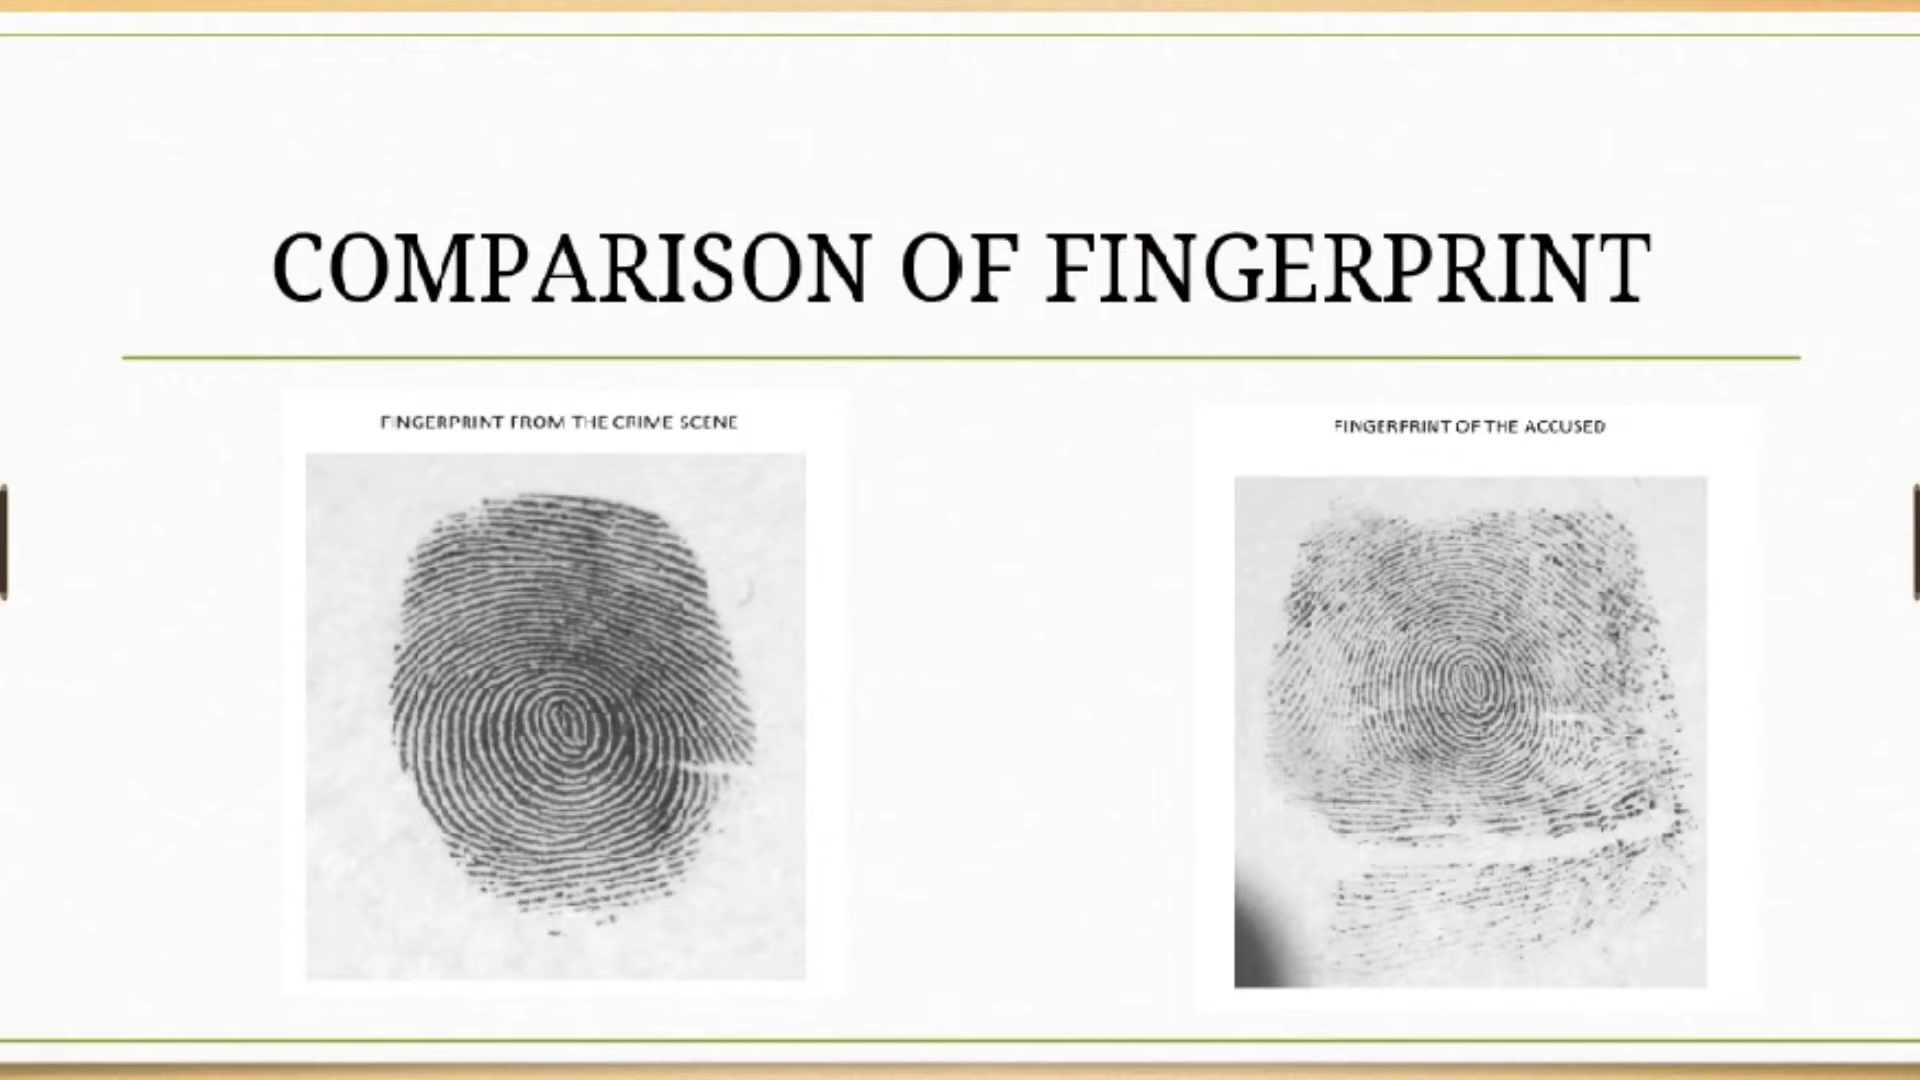 COMPARISON OF FINGERPRINT
FINGERPRINT FROM THE CRIME SCENE
FINGERPRINT OF THE ACCUSED